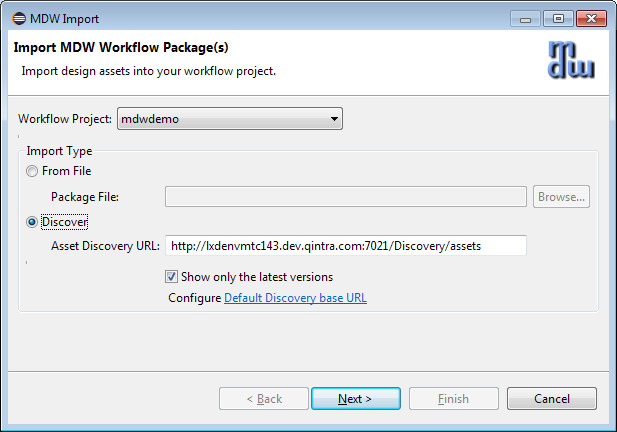 MDW Import
Import MDW Workflow Package(s)
Import design assets into your workflow project.
mdw
Workflow Project: mdwdemo
Import Type
From File
Package File: Browse...
Discover
Asset Discovery URL: http://lxdenvmtc143.dev.qintra.com:7021/Discovery/assets
Show only the latest versions
Configure Default Discovery base URL
< Back Next > Finish Cancel